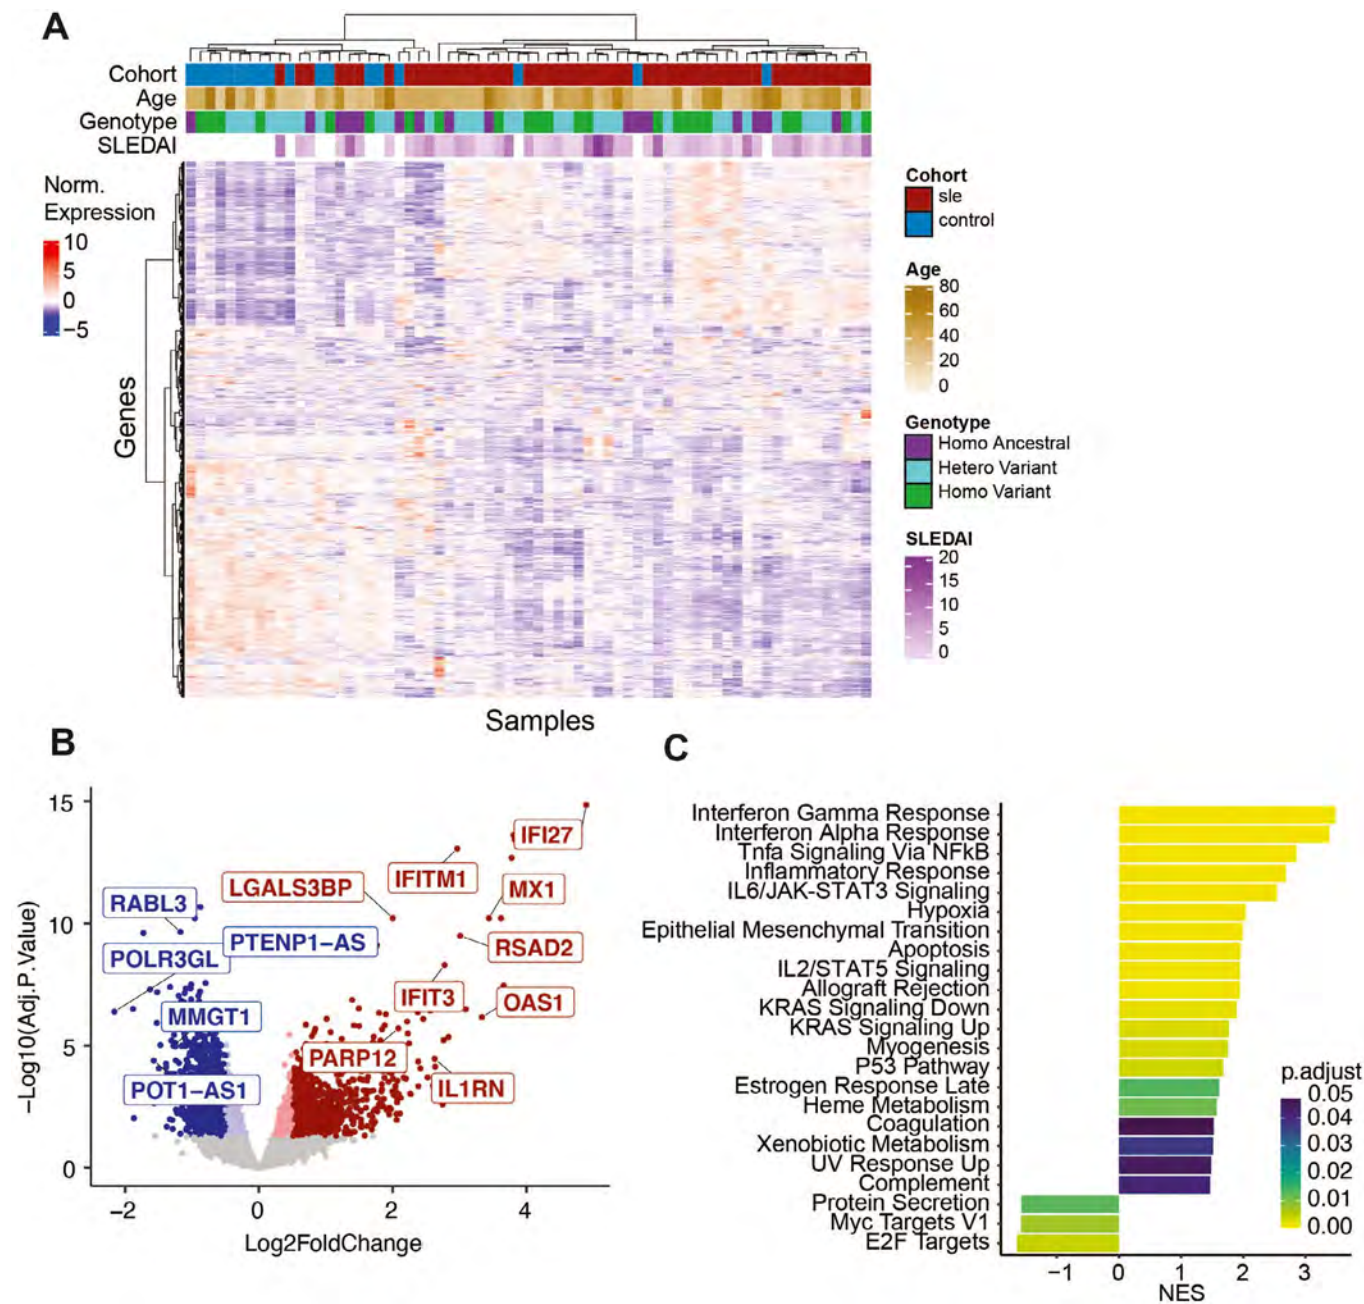 A
Cohort
Age
Genotype
SLEDAI
Norm.
Expression
10
5
0
−5
Genes
Samples
Cohort
sle
control
Age
80
60
40
20
0
Genotype
Homo Ancestral
Hetero Variant
Homo Variant
SLEDAI
20
15
10
5
0
B
15
10
5
0
−Log10(Adj.P.Value)
IFI27
IFITM1
LGALS3BP
MX1
RABL3
PTENP1−AS
RSAD2
POLR3GL
IFIT3
OAS1
MMGT1
PARP12
IL1RN
POT1−AS1
−2
0
2
4
Log2FoldChange
C
Interferon Gamma Response
Interferon Alpha Response
Tnfa Signaling Via NFkB
Inflammatory Response
IL6/JAK-STAT3 Signaling
Hypoxia
Epithelial Mesenchymal Transition
Apoptosis
IL2/STAT5 Signaling
Allograft Rejection
KRAS Signaling Down
KRAS Signaling Up
Myogenesis
P53 Pathway
Estrogen Response Late
Heme Metabolism
Coagulation
Xenobiotic Metabolism
UV Response Up
Complement
Protein Secretion
Myc Targets V1
E2F Targets
−1
0
1
2
3
NES
p.adjust
0.05
0.04
0.03
0.02
0.01
0.00